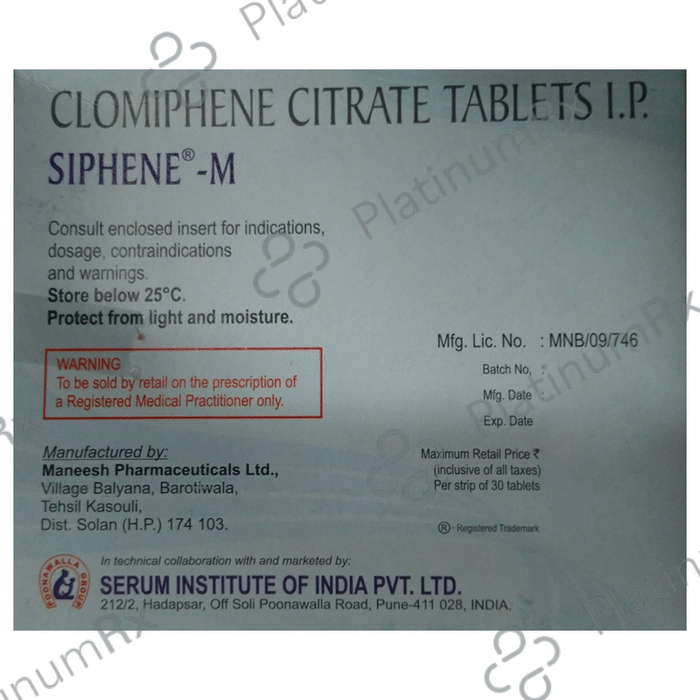 CLOMIPHENE CITRATE TABLETS I.P.
SIPHENE® -M
Consult enclosed insert for indications,
dosage, contraindications
and warnings.
Store below 25°C.
Protect from light and moisture.
WARNING
To be sold by retail on the prescription of
a Registered Medical Practitioner only.
Manufactured by:
Maneesh Pharmaceuticals Ltd.,
Village Balyana, Barotiwala,
Tehsil Kasouli,
Dist. Solan (H.P.) 174 103.
Mfg. Lic. No. : MNB/09/746
Batch No. :
Mfg. Date :
Exp. Date
Maximum Retail Price ₹
(inclusive of all taxes)
Per strip of 30 tablets
® - Registered Trademark
In technical collaboration with and marketed by:
POONAWALLA GROUP
SERUM INSTITUTE OF INDIA PVT. LTD.
212/2, Hadapsar, Off Soli Poonawalla Road, Pune-411 028, INDIA.
PlatinumRx
PlatinumRx
PlatinumRx